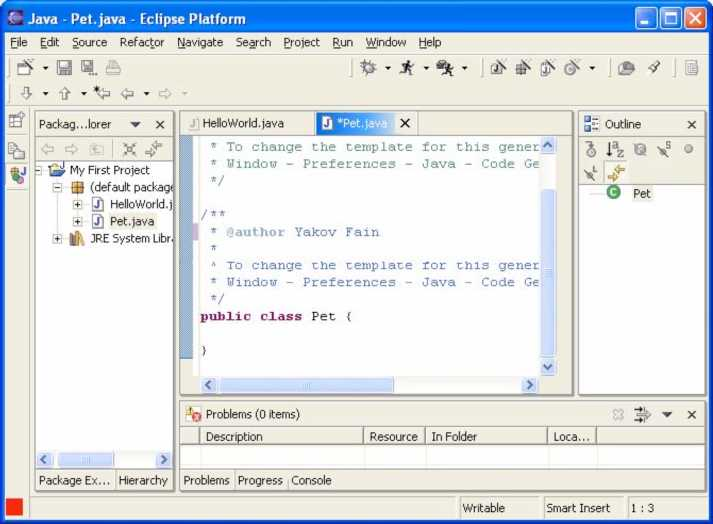 Java - Pet.java - Eclipse Platform
File Edit Source Refactor Navigate Search Project Run Window Help
Packag...lorer
HelloWorld.java
*Pet.java
Outline
My First Project
(default package
HelloWorld.j
Pet.java
JRE System Libr
* To change the template for this gener
* Window - Preferences - Java - Code Ge
*/
/**
* @author Yakov Fain
*
* To change the template for this gener
* Window - Preferences - Java - Code Ge
*/
public class Pet {
}
Pet
Problems (0 items)
Description Resource In Folder Loca...
Package Ex... Hierarchy
Problems Progress Console
Writable Smart Insert 1 : 3